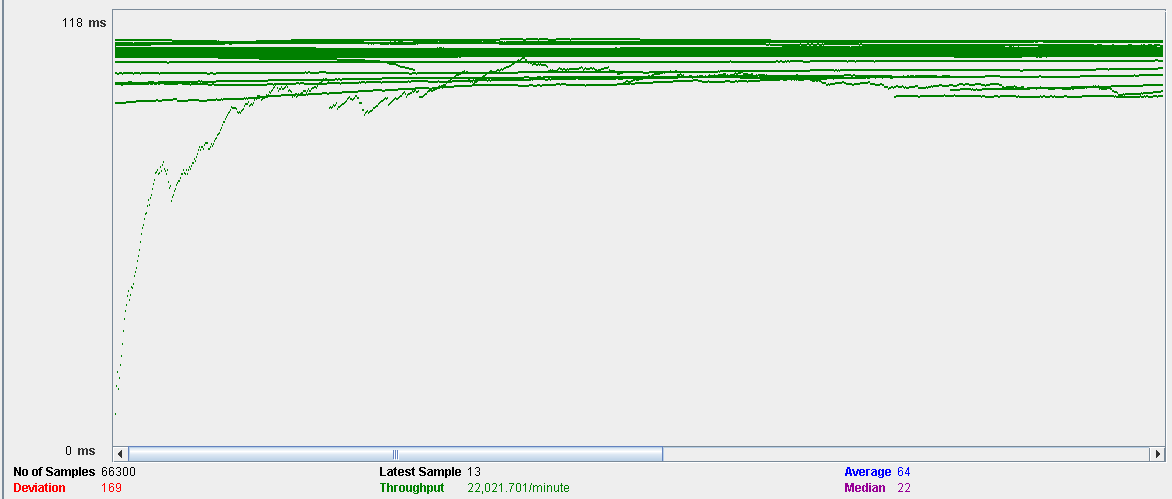 118 ms
0 ms
No of Samples 66300 Latest Sample 13 Average 64
Deviation 169 Throughput 22,021.701/minute Median 22